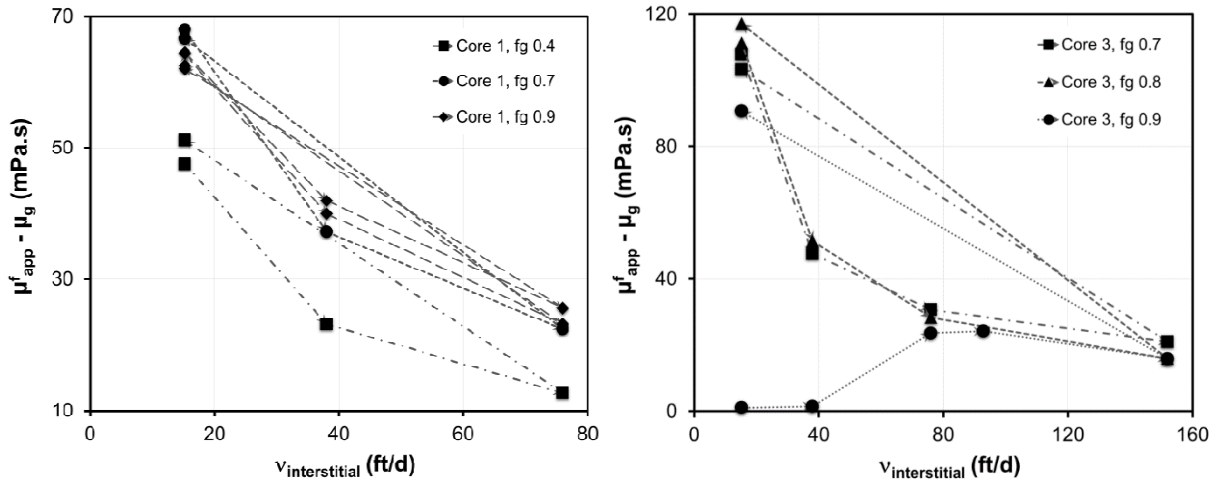 70
50
30
10
0
20
40
60
80
μᶠapp - μg (mPa.s)
νinterstitial (ft/d)
Core 1, fg 0.4
Core 1, fg 0.7
Core 1, fg 0.9
120
80
40
0
0
40
80
120
160
μᶠapp - μg (mPa.s)
νinterstitial (ft/d)
Core 3, fg 0.7
Core 3, fg 0.8
Core 3, fg 0.9